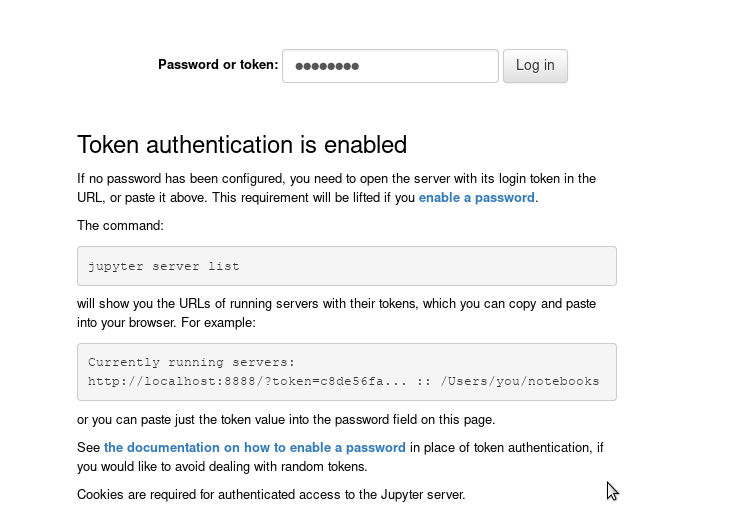 Password or token: ●●●●●●●● Log in
Token authentication is enabled
If no password has been configured, you need to open the server with its login token in the
URL, or paste it above. This requirement will be lifted if you enable a password.
The command:
jupyter server list
will show you the URLs of running servers with their tokens, which you can copy and paste
into your browser. For example:
Currently running servers:
http://localhost:8888/?token=c8de56fa... :: /Users/you/notebooks
or you can paste just the token value into the password field on this page.
See the documentation on how to enable a password in place of token authentication, if
you would like to avoid dealing with random tokens.
Cookies are required for authenticated access to the Jupyter server.